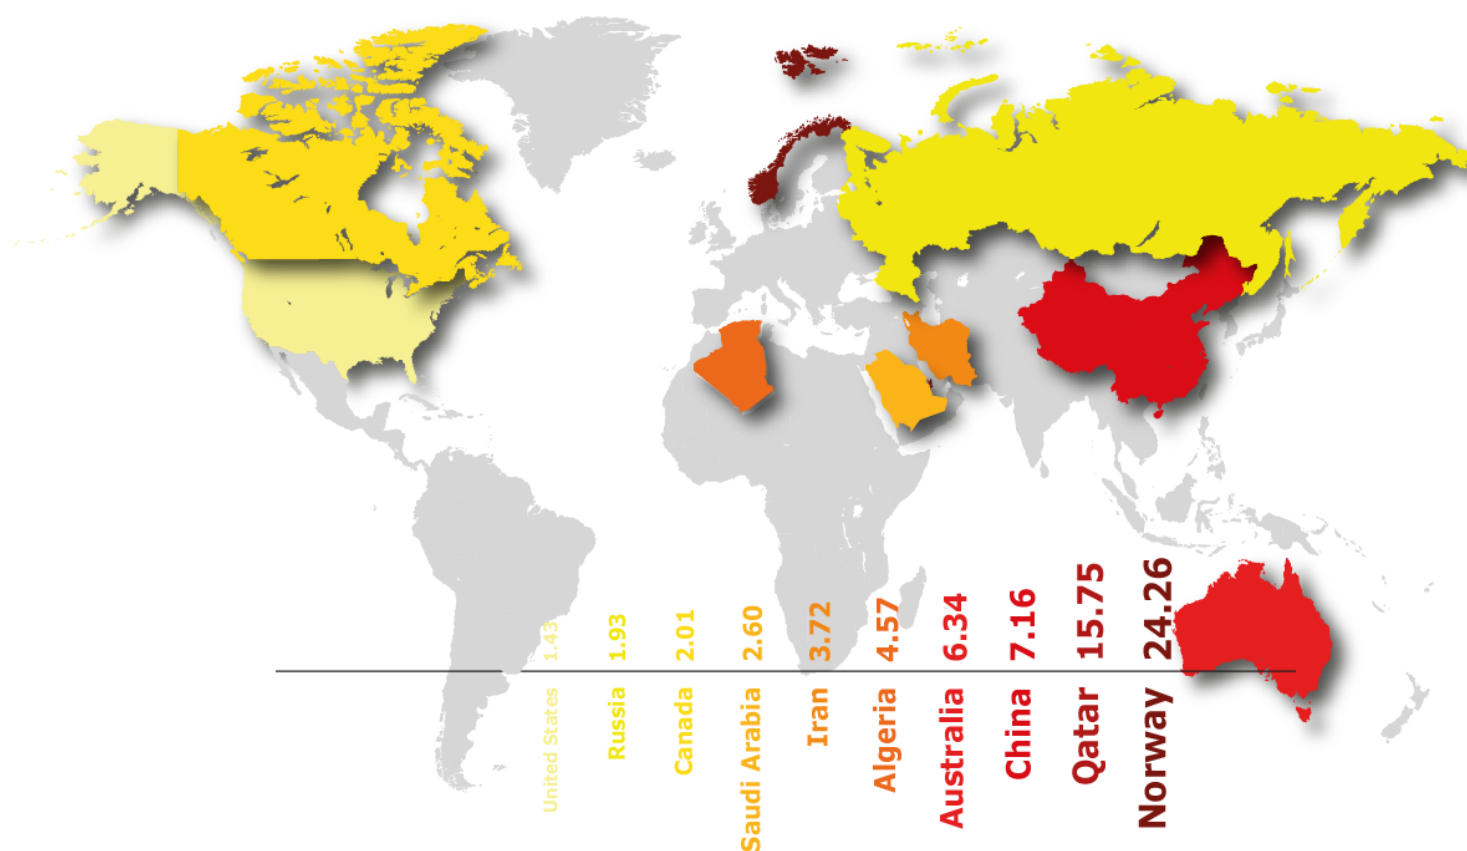 1.43
1.93
2.01
2.60
3.72
4.57
6.34
7.16
15.75
24.26
United States
Russia
Canada
Saudi Arabia
Iran
Algeria
Australia
China
Qatar
Norway